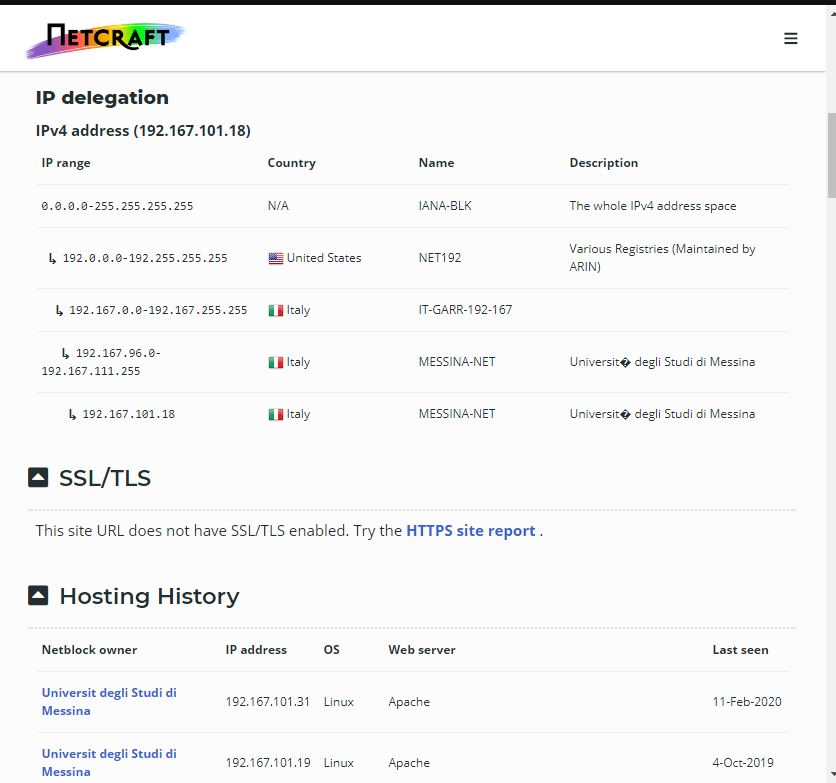 NETCRAFT
IP delegation
IPv4 address (192.167.101.18)
IP range Country Name Description
0.0.0.0-255.255.255.255 N/A IANA-BLK The whole IPv4 address space
↳ 192.0.0.0-192.255.255.255 United States NET192 Various Registries (Maintained by
ARIN)
↳ 192.167.0.0-192.167.255.255 Italy IT-GARR-192-167
↳ 192.167.96.0-
192.167.111.255 Italy MESSINA-NET Universit� degli Studi di Messina
↳ 192.167.101.18 Italy MESSINA-NET Universit� degli Studi di Messina
SSL/TLS
This site URL does not have SSL/TLS enabled. Try the HTTPS site report .
Hosting History
Netblock owner IP address OS Web server Last seen
Universit degli Studi di
Messina 192.167.101.31 Linux Apache 11-Feb-2020
Universit degli Studi di
Messina 192.167.101.19 Linux Apache 4-Oct-2019